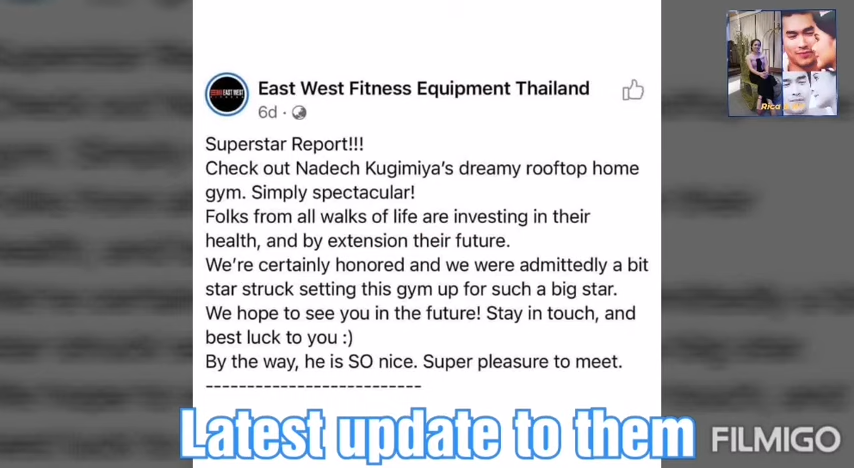 East West Fitness Equipment Thailand
6d ·
Superstar Report!!!
Check out Nadech Kugimiya's dreamy rooftop home
gym. Simply spectacular!
Folks from all walks of life are investing in their
health, and by extension their future.
We're certainly honored and we were admittedly a bit
star struck setting this gym up for such a big star.
We hope to see you in the future! Stay in touch, and
best luck to you :)
By the way, he is SO nice. Super pleasure to meet.
--------------------------
Latest update to them
FILMIGO
Rica